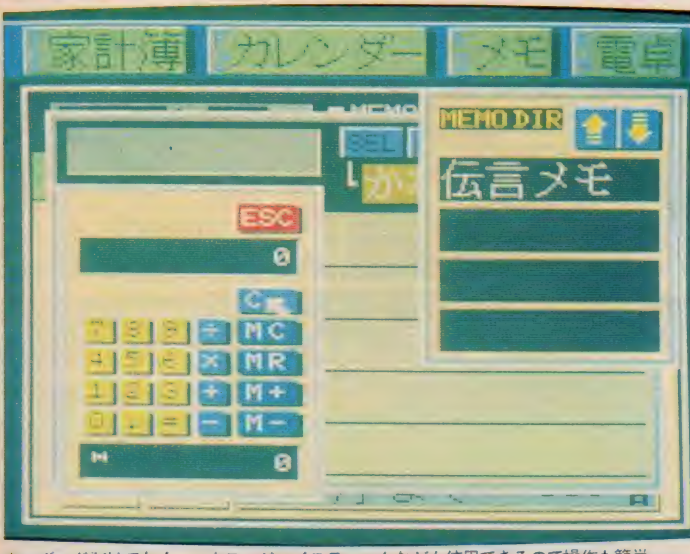 家計簿 カレンダー メモ 電卓
MEMO
MEMO DIR
SEL
伝言メモ
ESC
0
C
7 8 9 ÷ MC
4 5 6 × MR
1 2 3 + M+
0 . = − M−
M 0